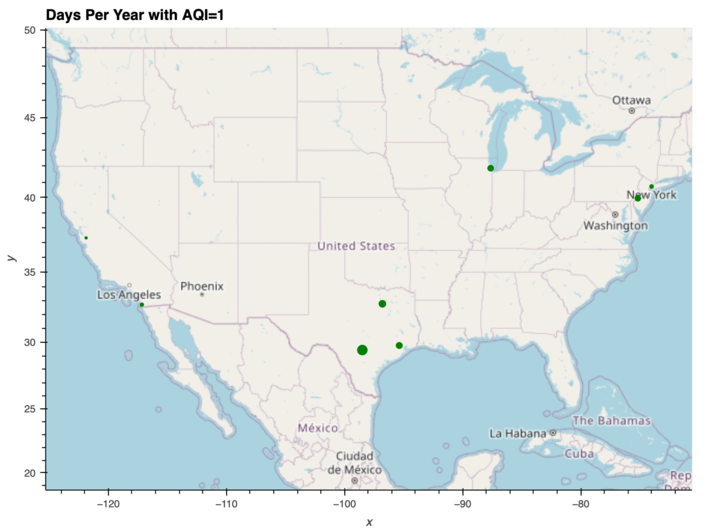 Days Per Year with AQI=1
50
Ottawa
45
40
New York
Washington
y
United States
35
Phoenix
Los Angeles
30
25
México
The Bahamas
La Habana
Cuba
Ciudad
de México
20
Rep
−120
−110
−100
−90
−80
x